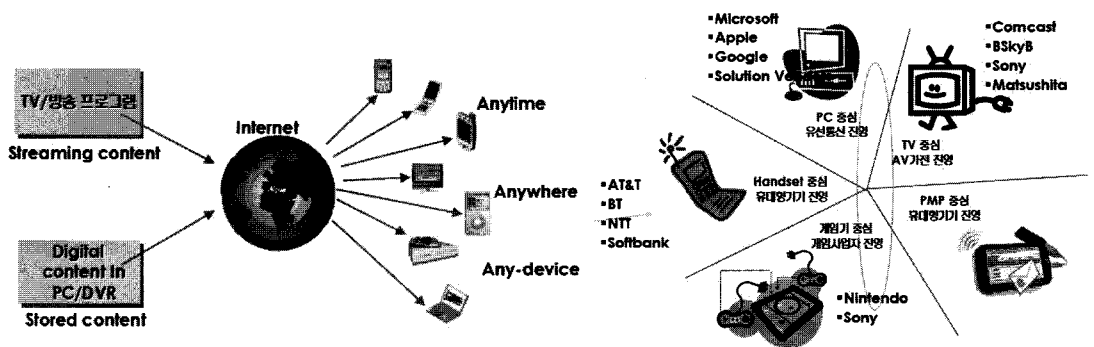 TV/방송 프로그램
Streaming content
Digital
content in
PC/DVR
Stored content
Internet
Anytime
Anywhere
Any-device
▪Microsoft
▪Apple
▪Google
▪Solution
PC 중심
유선통신 진영
▪Comcast
▪BSkyB
▪Sony
▪Matsushita
TV 중심
AV가전 진영
▪AT&T
▪BT
▪NTT
▪Softbank
Handset 중심
휴대형기기 진영
PMP 중심
휴대형기기 진영
게임기 중심
게임사업자 진영
▪Nintendo
▪Sony